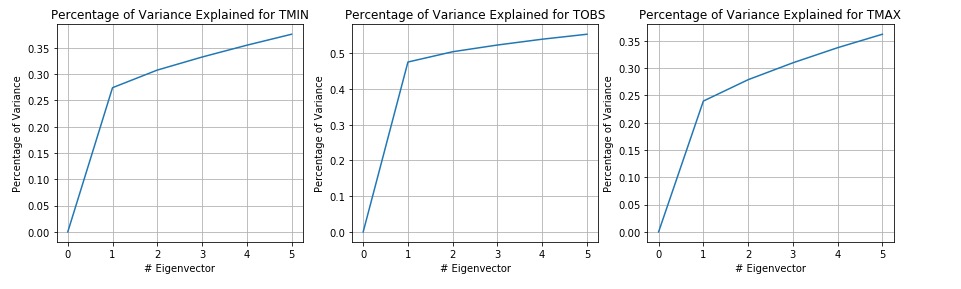 Percentage of Variance Explained for TMIN
Percentage of Variance
0.35
0.30
0.25
0.20
0.15
0.10
0.05
0.00
0 1 2 3 4 5
# Eigenvector
Percentage of Variance Explained for TOBS
Percentage of Variance
0.5
0.4
0.3
0.2
0.1
0.0
0 1 2 3 4 5
# Eigenvector
Percentage of Variance Explained for TMAX
Percentage of Variance
0.35
0.30
0.25
0.20
0.15
0.10
0.05
0.00
0 1 2 3 4 5
# Eigenvector